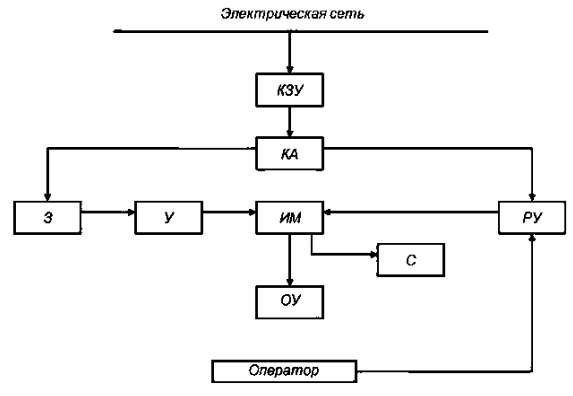 Электрическая сеть
КЗУ
КА
З
У
ИМ
РУ
С
ОУ
Оператор